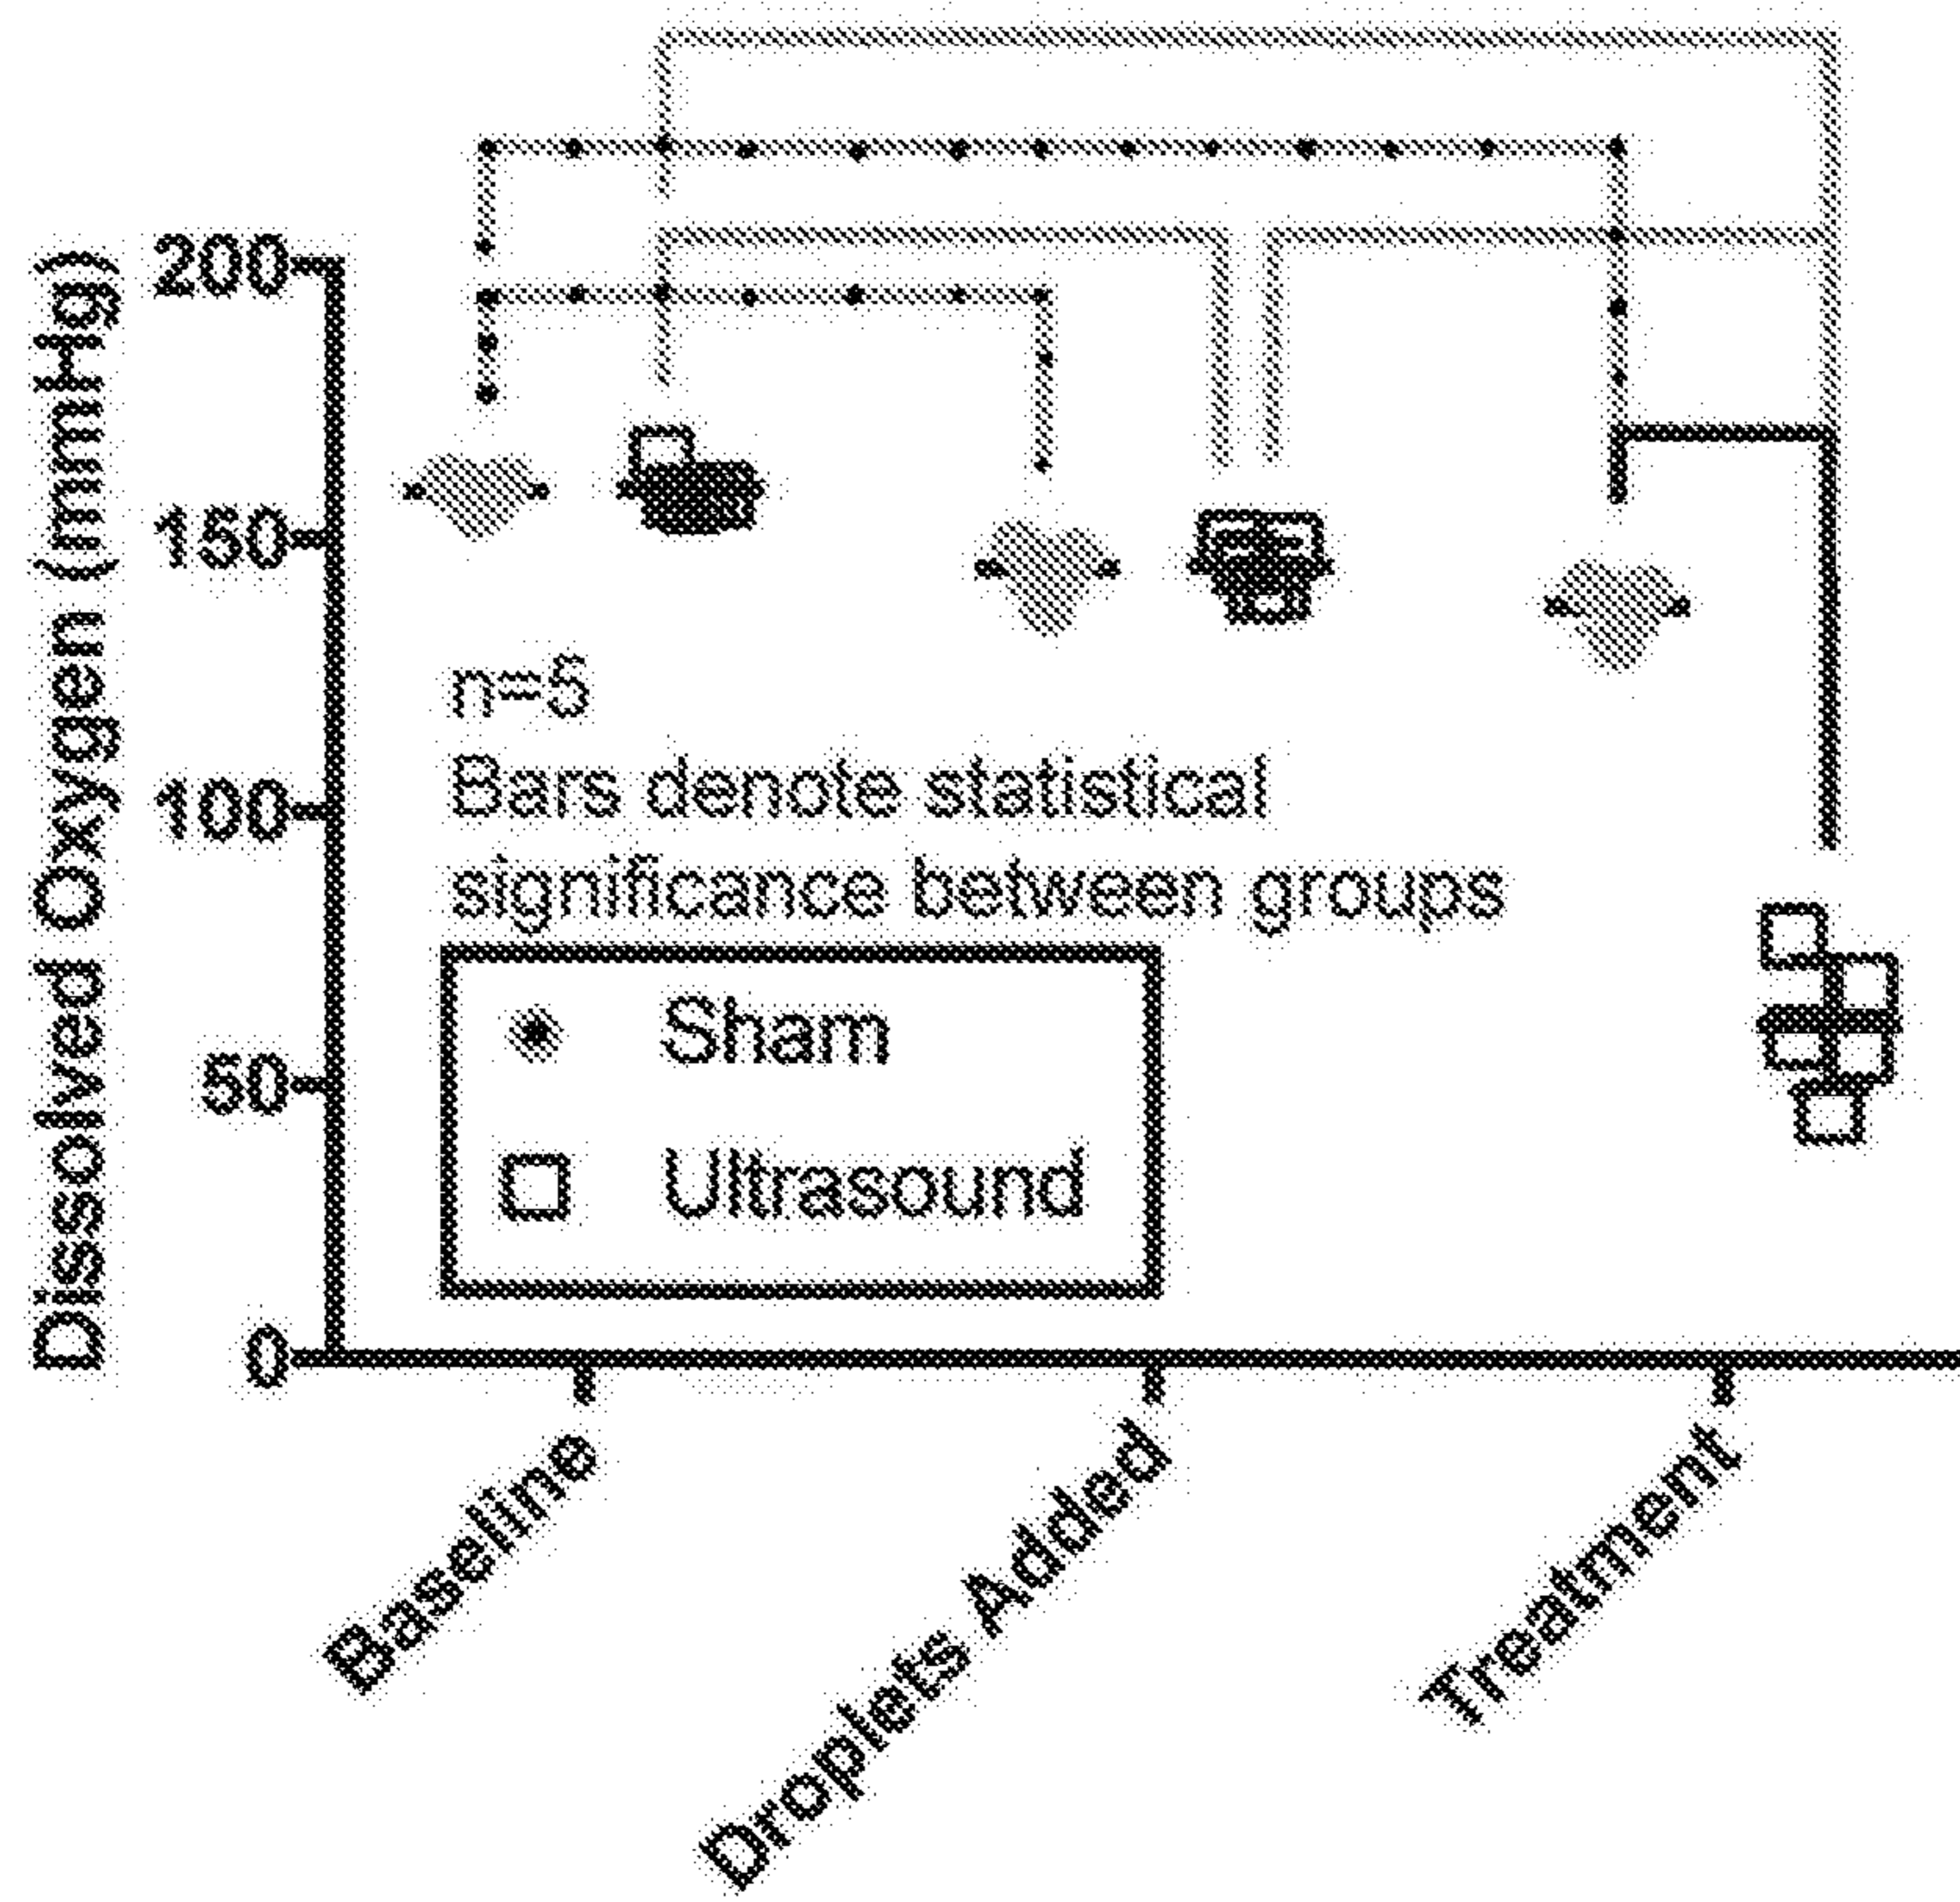 Dissolved Oxygen (mmHg)
200
150
100
50
0
n=5
Bars denote statistical
significance between groups
Sham
Ultrasound
Baseline
Droplets Added
Treatment